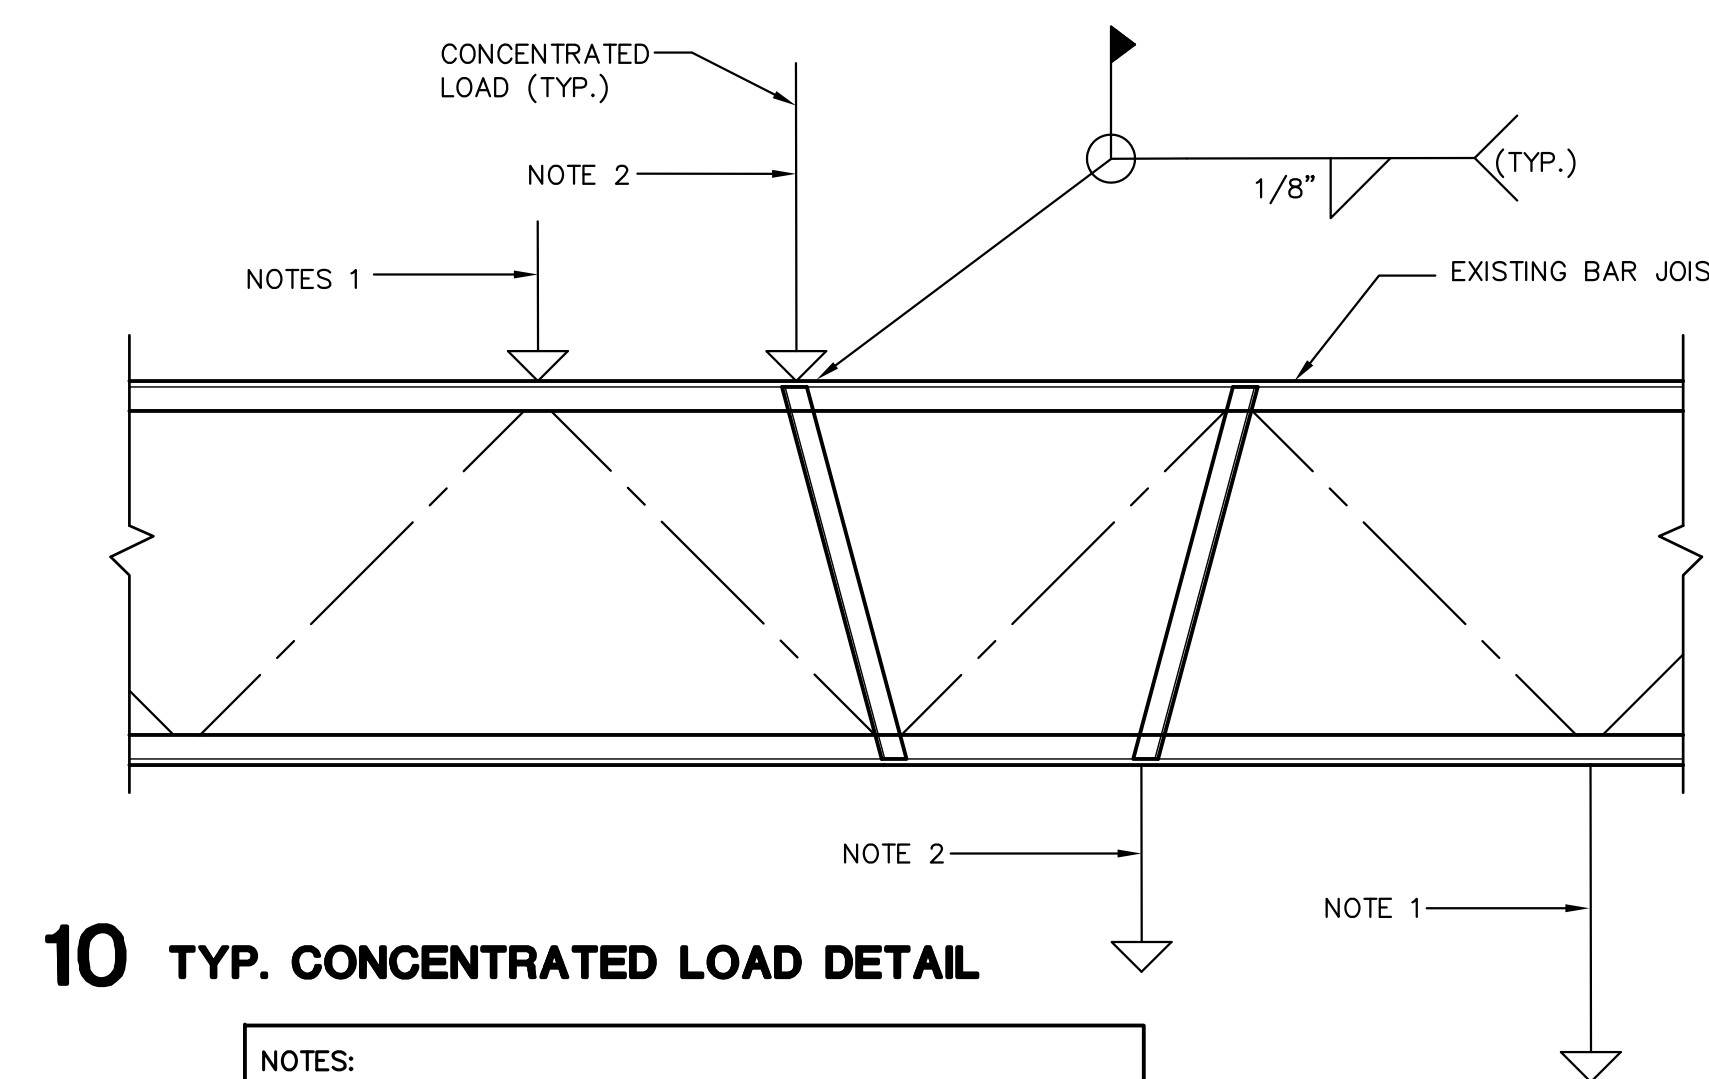 CONCENTRATED
LOAD (TYP.)
NOTE 2
1/8"
(TYP.)
NOTES 1
EXISTING BAR JOIS
NOTE 2
NOTE 1
10 TYP. CONCENTRATED LOAD DETAIL
NOTES: